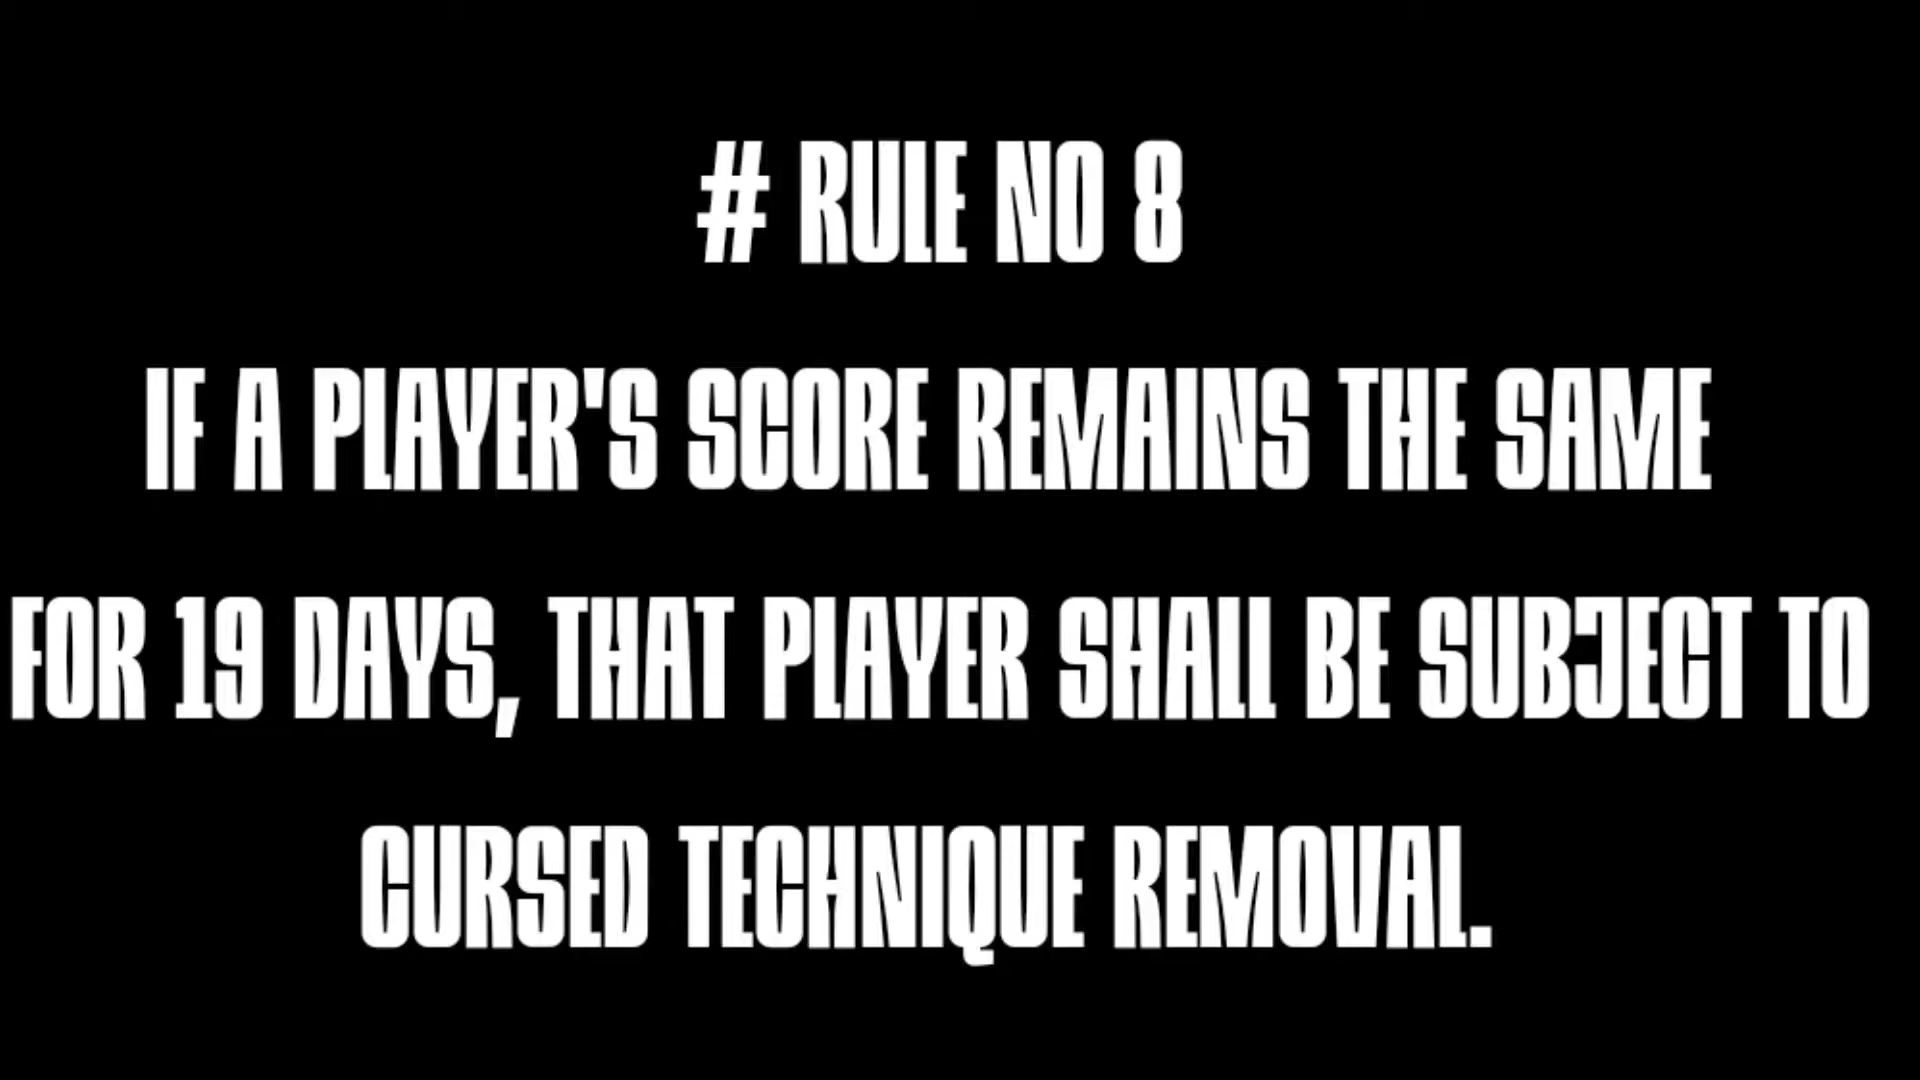 # RULE NO 8
IF A PLAYER'S SCORE REMAINS THE SAME
FOR 19 DAYS, THAT PLAYER SHALL BE SUBJECT TO
CURSED TECHNIQUE REMOVAL.